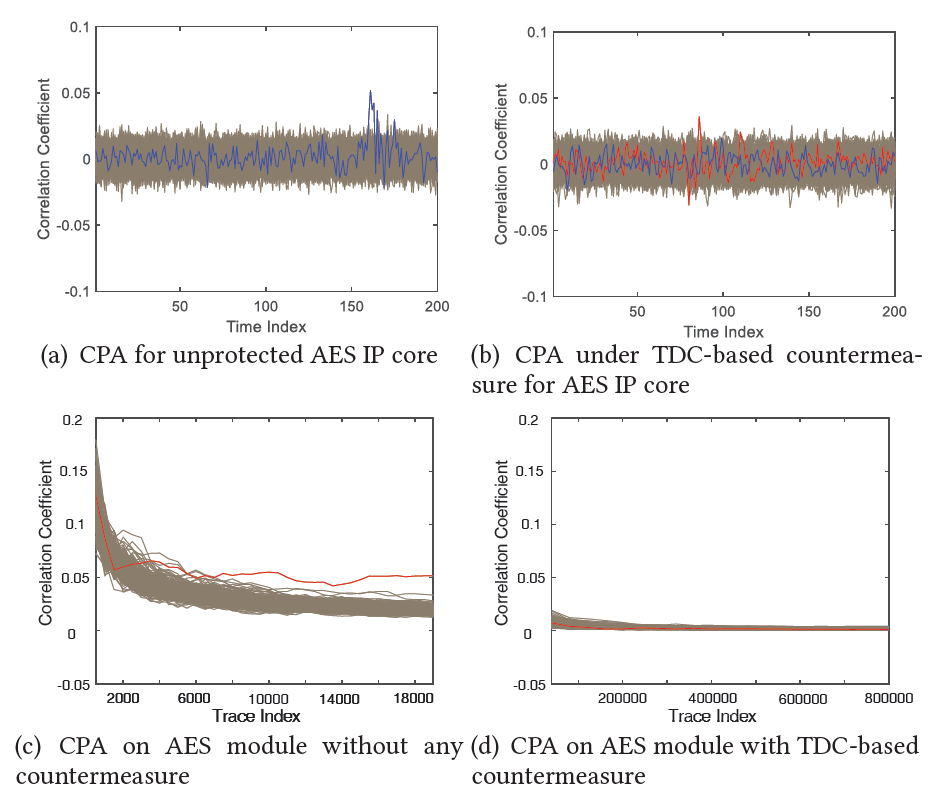 0.1
0.05
0
-0.05
-0.1
Correlation Coefficient
50
100
150
200
Time Index
(a) CPA for unprotected AES IP core
0.1
0.05
0
-0.05
-0.1
Correlation Coefficient
50
100
150
200
Time Index
(b) CPA under TDC-based countermea-
sure for AES IP core
0.2
0.15
0.1
0.05
0
-0.05
Correlation Coefficient
2000
6000
10000
14000
18000
Trace Index
(c) CPA on AES module without any
countermeasure
0.2
0.15
0.1
0.05
0
-0.05
Correlation Coefficient
200000
400000
600000
800000
Trace Index
(d) CPA on AES module with TDC-based
countermeasure